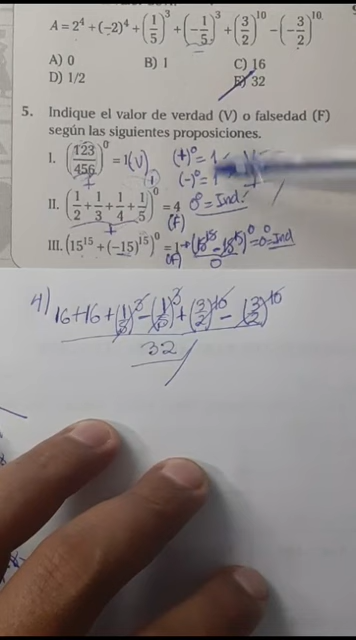 A = 2⁴ + (−2)⁴ + (1/5)³ + (−1/5)³ + (3/2)¹⁰ − (−3/2)¹⁰
A) 0 B) 1 C) 16
D) 1/2 E) 32
5. Indique el valor de verdad (V) o falsedad (F)
según las siguientes proposiciones.
I. (123/456)⁰ = 1 (V) (+)⁰ = 1
(−)⁰ = 1
II. (1/2 + 1/3 + 1/4 + 1/5)⁰ = 4 (F) 0⁰ = Ind.
III. (15¹⁵ + (−15)¹⁵)⁰ = 1 (F) → (15¹⁵ − 15¹⁵)⁰ = 0⁰ = Ind
0
4) 16 + 16 + (1/5)³ − (1/5)³ + (3/2)¹⁰ − (3/2)¹⁰
32